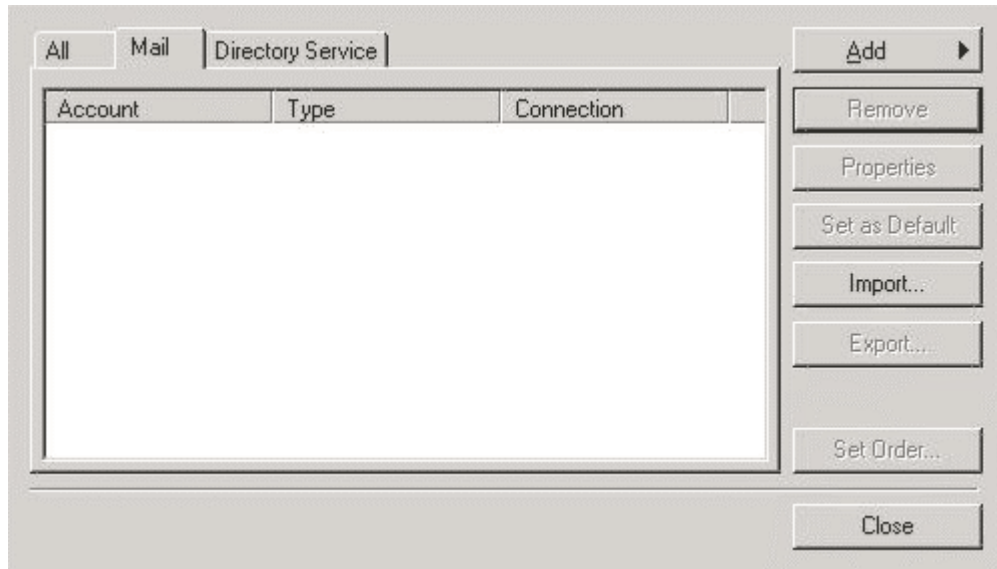 All Mail Directory Service
Add
Account Type Connection
Remove
Properties
Set as Default
Import...
Export...
Set Order...
Close